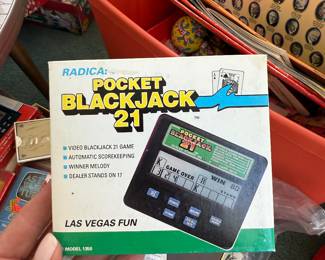 RADICA:
POCKET
BLACKJACK
21
VIDEO BLACKJACK 21 GAME
AUTOMATIC SCOREKEEPING
WINNER MELODY
DEALER STANDS ON 17
POCKET
BLACKJACK
21
GAME OVER
WIN
LAS VEGAS FUN
MODEL 1350